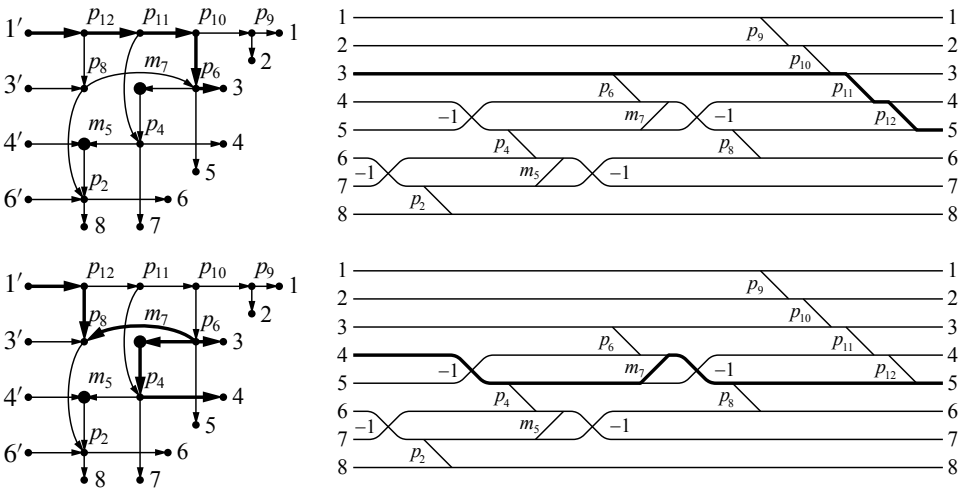 1′ p12 p11 p10 p9 1
2
3′ p8 m7 p6 3
4′ m5 p4 4
5
6′ p2 6
8 7
1 p9 1
2 p10 2
3 p6 p11 3
4 −1 m7 −1 p12 4
5 p4 p8 5
6 −1 m5 −1 6
7 p2 7
8 8
1′ p12 p11 p10 p9 1
2
3′ p8 m7 p6 3
4′ m5 p4 4
5
6′ p2 6
8 7
1 p9 1
2 p10 2
3 p6 p11 3
4 −1 m7 −1 p12 4
5 p4 p8 5
6 −1 m5 −1 6
7 p2 7
8 8